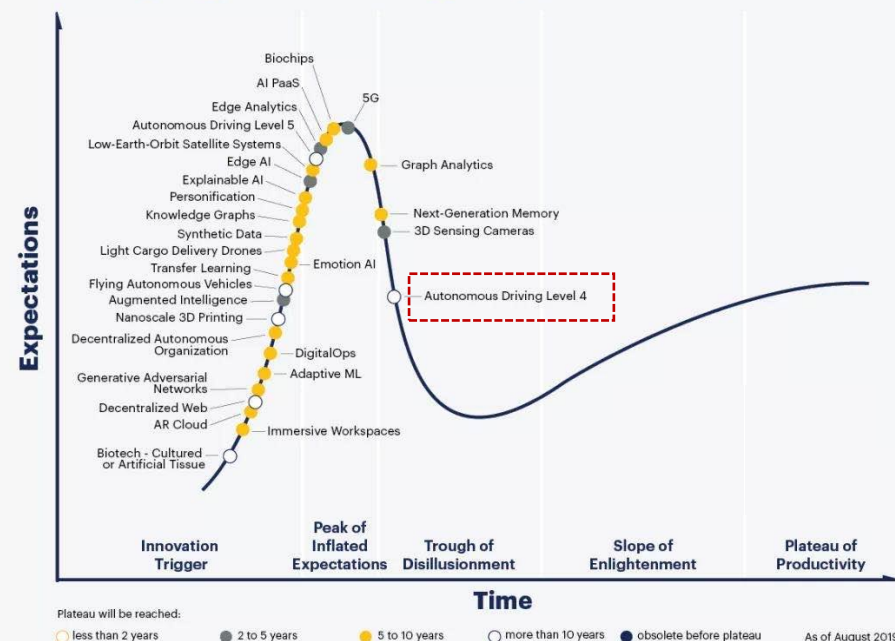 Biochips
AI PaaS
5G
Edge Analytics
Autonomous Driving Level 5
Low-Earth-Orbit Satellite Systems
Edge AI
Graph Analytics
Explainable AI
Personification
Knowledge Graphs
Next-Generation Memory
Synthetic Data
3D Sensing Cameras
Light Cargo Delivery Drones
Transfer Learning
Emotion AI
Flying Autonomous Vehicles
Augmented Intelligence
Autonomous Driving Level 4
Nanoscale 3D Printing
Decentralized Autonomous
Organization
DigitalOps
Generative Adversarial
Networks
Adaptive ML
Decentralized Web
AR Cloud
Immersive Workspaces
Biotech - Cultured
or Artificial Tissue
Expectations
Innovation
Trigger
Peak of
Inflated
Expectations
Trough of
Disillusionment
Slope of
Enlightenment
Plateau of
Productivity
Time
Plateau will be reached:
less than 2 years
2 to 5 years
5 to 10 years
more than 10 years
obsolete before plateau
As of August 2019